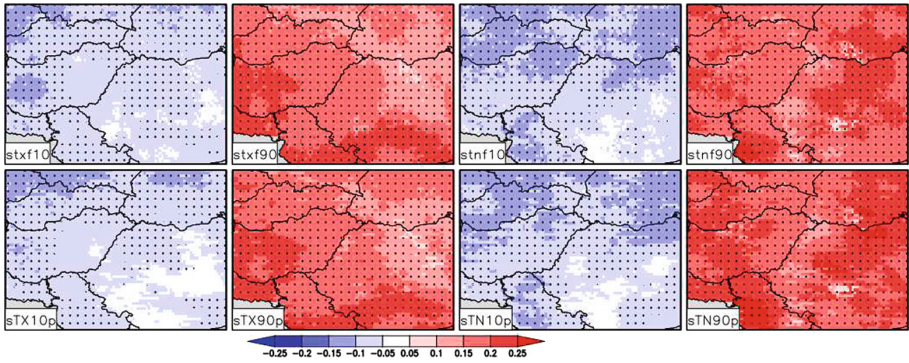 stxf10 stxf90 stnf10 stnf90
sTX10p sTX90p sTN10p sTN90p
-0.25 -0.2 -0.15 -0.1 -0.05 0.05 0.1 0.15 0.2 0.25